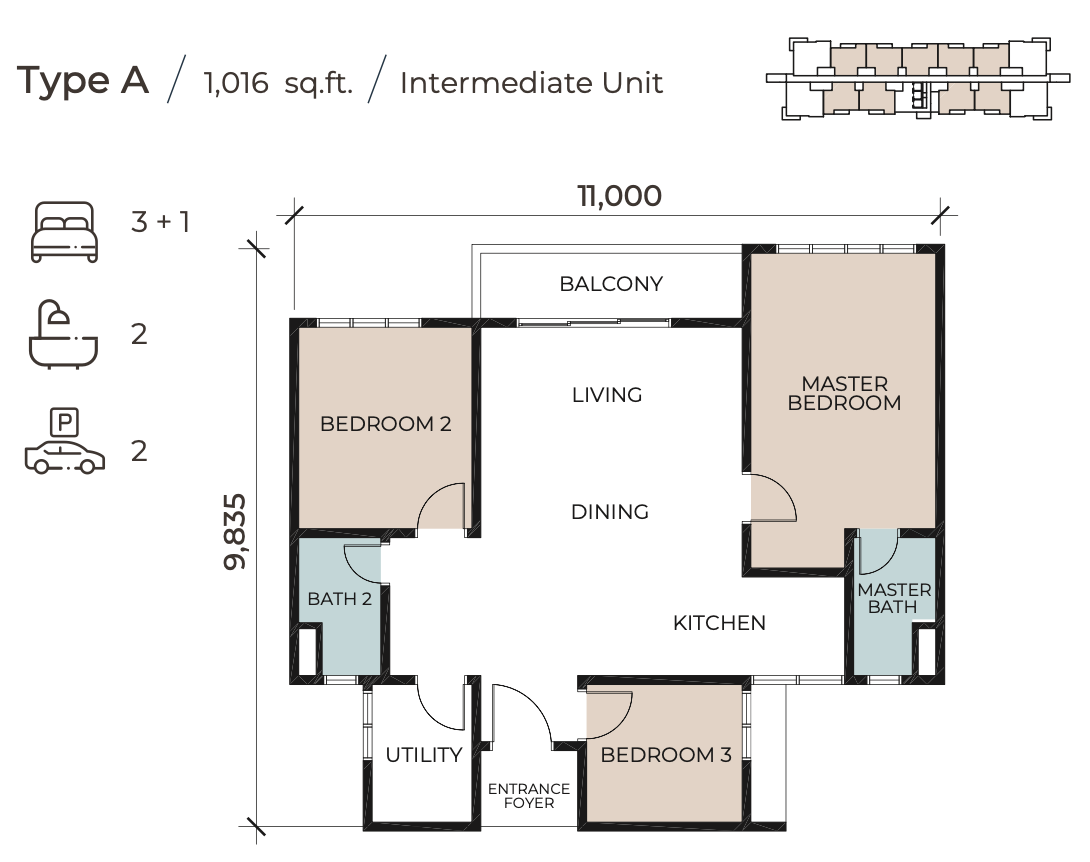 Type A / 1,016 sq.ft. / Intermediate Unit
11,000
3 + 1
BALCONY
2
P
2
LIVING
MASTER
BEDROOM
BEDROOM 2
DINING
9,835
BATH 2
MASTER
BATH
KITCHEN
UTILITY
BEDROOM 3
ENTRANCE
FOYER